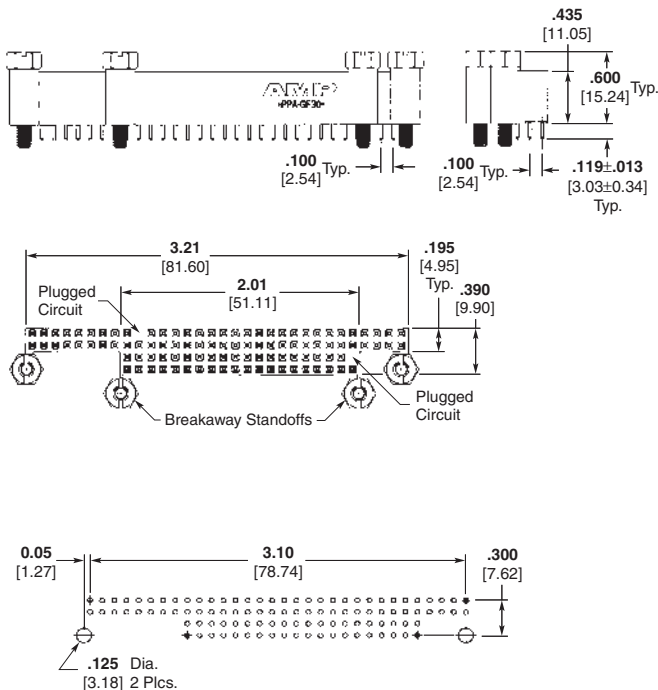 .435
[11.05]
AMP
>PPA-GF30<
.600
[15.24] Typ.
.100
[2.54] Typ.
.100
[2.54] Typ.
.119±.013
[3.03±0.34]
Typ.
3.21
[81.60]
.195
[4.95]
Typ.
2.01
[51.11]
.390
[9.90]
Plugged
Circuit
Breakaway Standoffs
Plugged
Circuit
0.05
[1.27]
3.10
[78.74]
.300
[7.62]
.125 Dia.
[3.18] 2 Plcs.